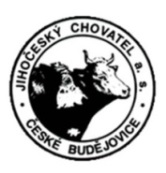 JIHOČESKÝ CHOVATEL a. s.
ČESKÉ BUDĚJOVICE